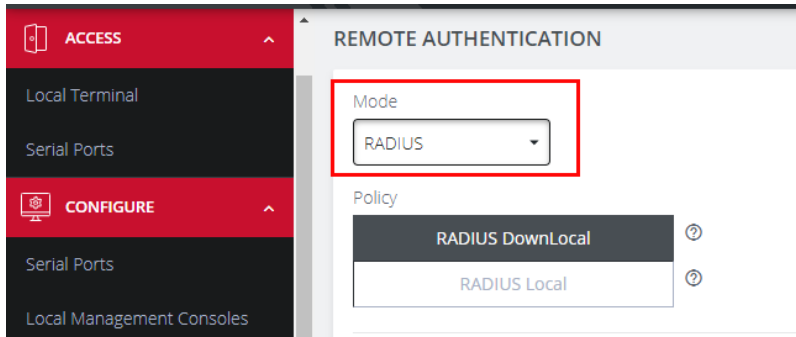 ACCESS
Local Terminal
Serial Ports
CONFIGURE
Serial Ports
Local Management Consoles
REMOTE AUTHENTICATION
Mode
RADIUS
Policy
RADIUS DownLocal
RADIUS Local